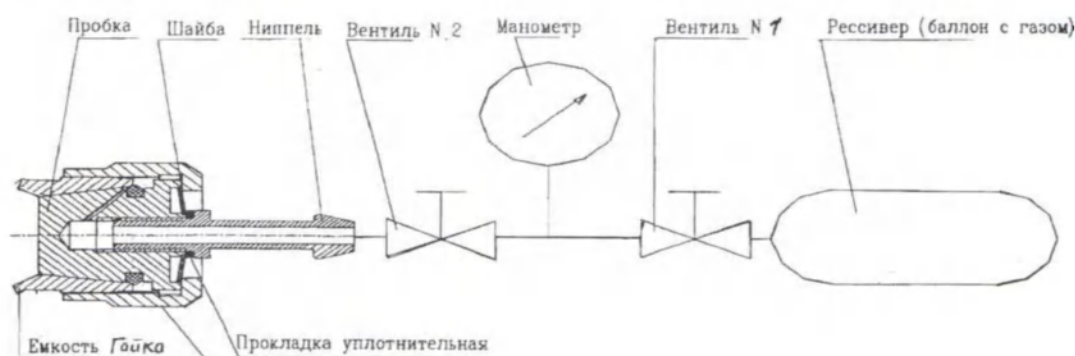 Пробка Шайба Ниппель Вентиль N 2 Манометр Вентиль N 1 Рессивер (баллон с газом)
Емкость Гайка Прокладка уплотнительная